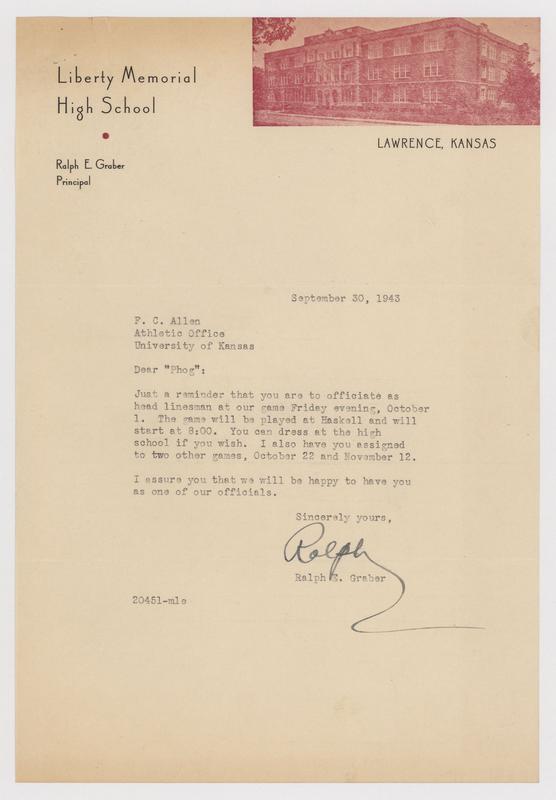 Liberty Memorial
High School
Ralph E. Graber
Principal
LAWRENCE, KANSAS
September 30, 1943
F. C. Allen
Athletic Office
University of Kansas
Dear "Phog":
Just a reminder that you are to officiate as
head linesman at our game Friday evening, October
1. The game will be played at Haskell and will
start at 8:00. You can dress at the high
school if you wish. I also have you assigned
to two other games, October 22 and November 12.
I assure you that we will be happy to have you
as one of our officials.
Sincerely yours,
Ralph
Ralph E. Graber
20451-mle